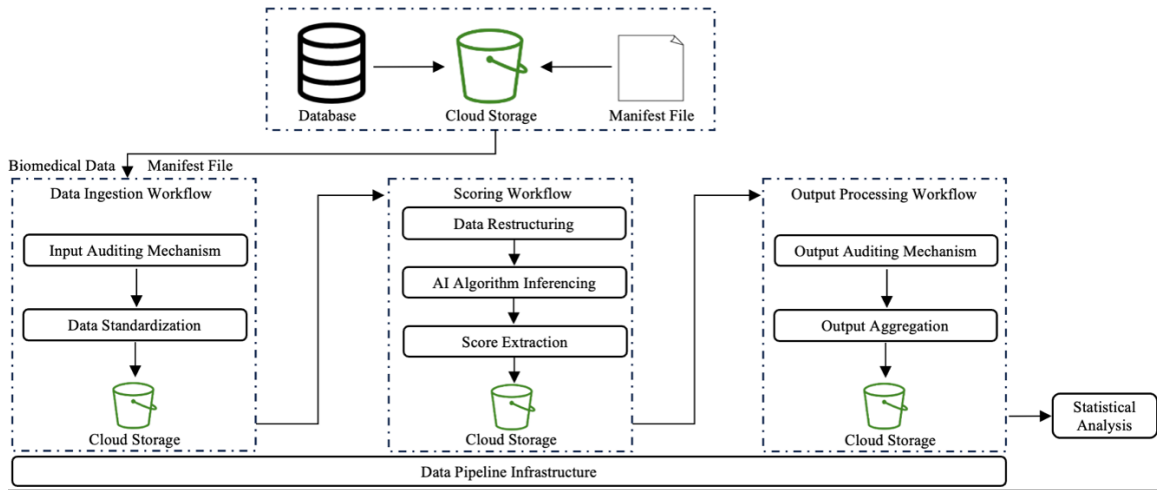 Database
Cloud Storage
Manifest File
Biomedical Data
Manifest File
Data Ingestion Workflow
Input Auditing Mechanism
Data Standardization
Cloud Storage
Scoring Workflow
Data Restructuring
AI Algorithm Inferencing
Score Extraction
Cloud Storage
Output Processing Workflow
Output Auditing Mechanism
Output Aggregation
Cloud Storage
Statistical
Analysis
Data Pipeline Infrastructure